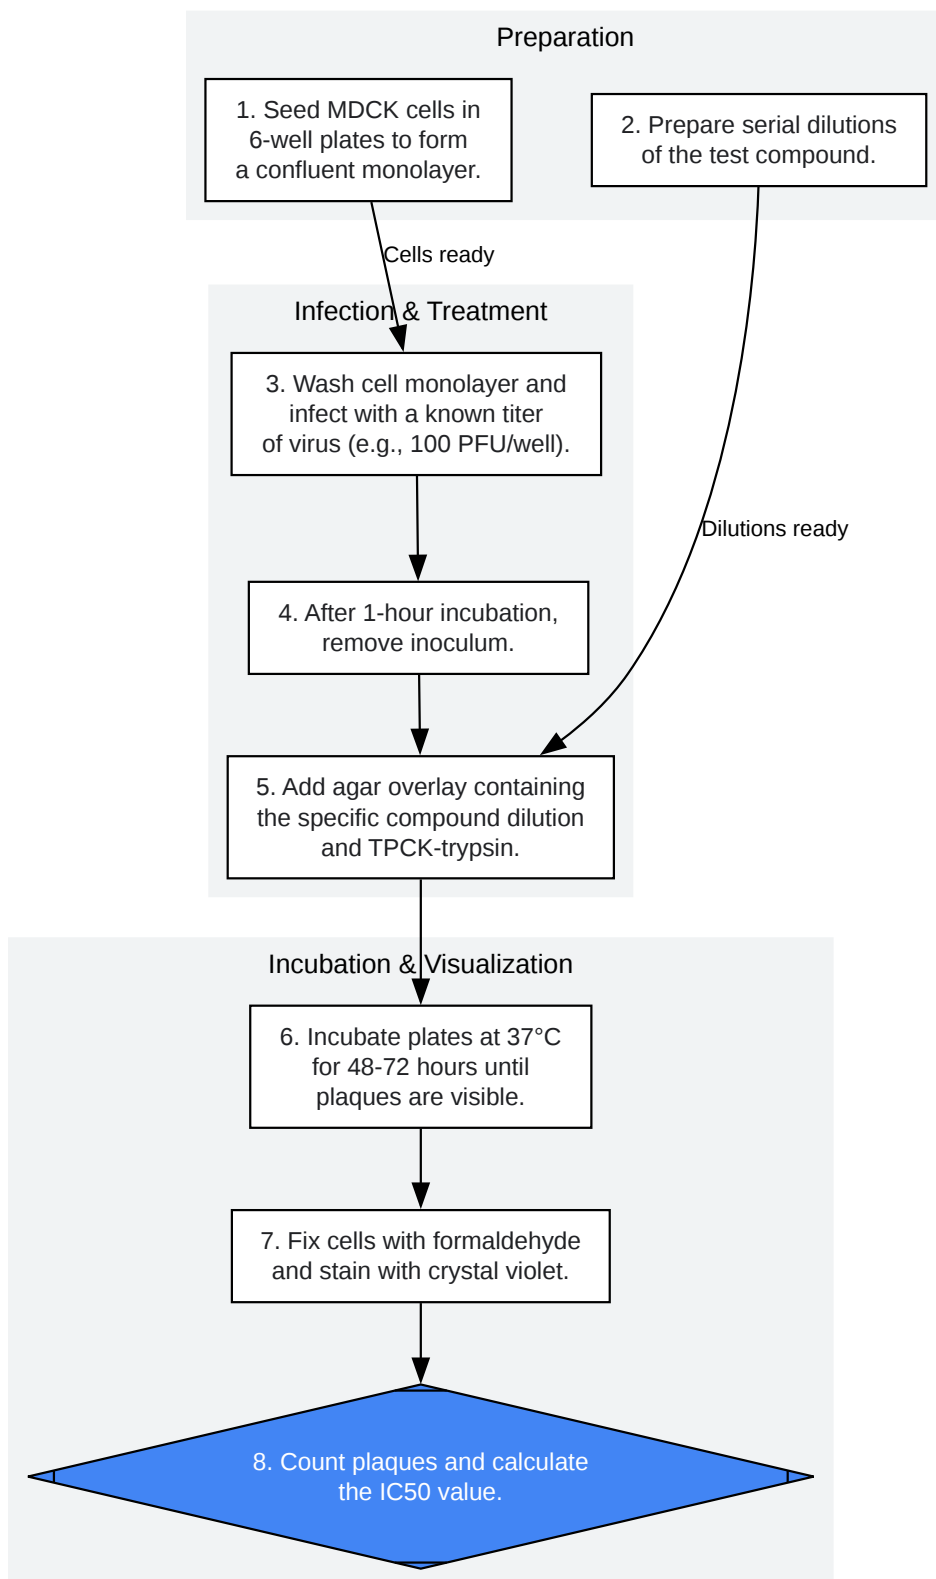 Preparation
1. Seed MDCK cells in
6-well plates to form
a confluent monolayer.
2. Prepare serial dilutions
of the test compound.
Cells ready
Infection & Treatment
3. Wash cell monolayer and
infect with a known titer
of virus (e.g., 100 PFU/well).
Dilutions ready
4. After 1-hour incubation,
remove inoculum.
5. Add agar overlay containing
the specific compound dilution
and TPCK-trypsin.
Incubation & Visualization
6. Incubate plates at 37°C
for 48-72 hours until
plaques are visible.
7. Fix cells with formaldehyde
and stain with crystal violet.
8. Count plaques and calculate
the IC50 value.